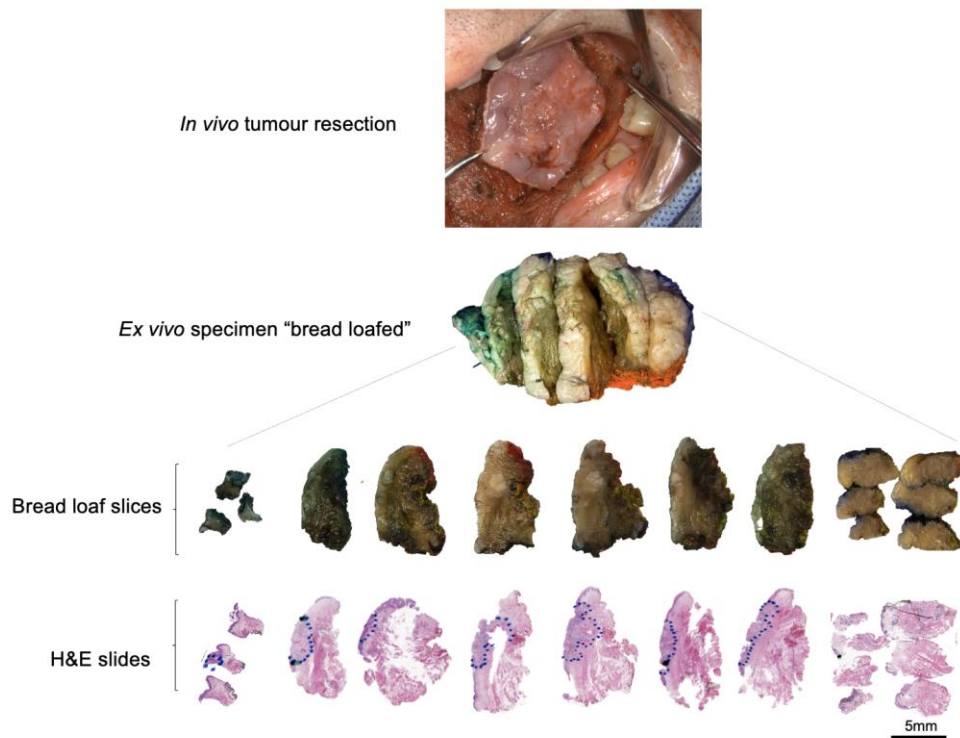 In vivo tumour resection
Ex vivo specimen “bread loafed”
Bread loaf slices
H&E slides
5mm